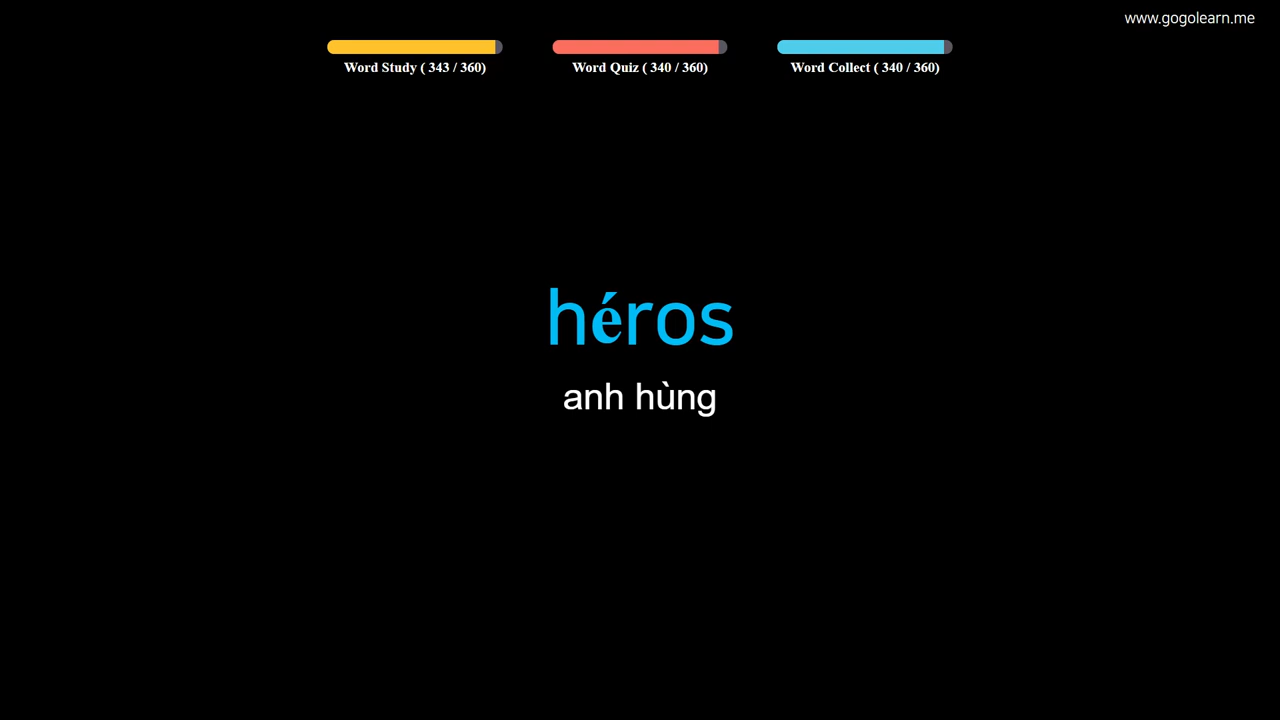 www.gogolearn.me
Word Study ( 343 / 360)
Word Quiz ( 340 / 360)
Word Collect ( 340 / 360)
héros
anh hùng